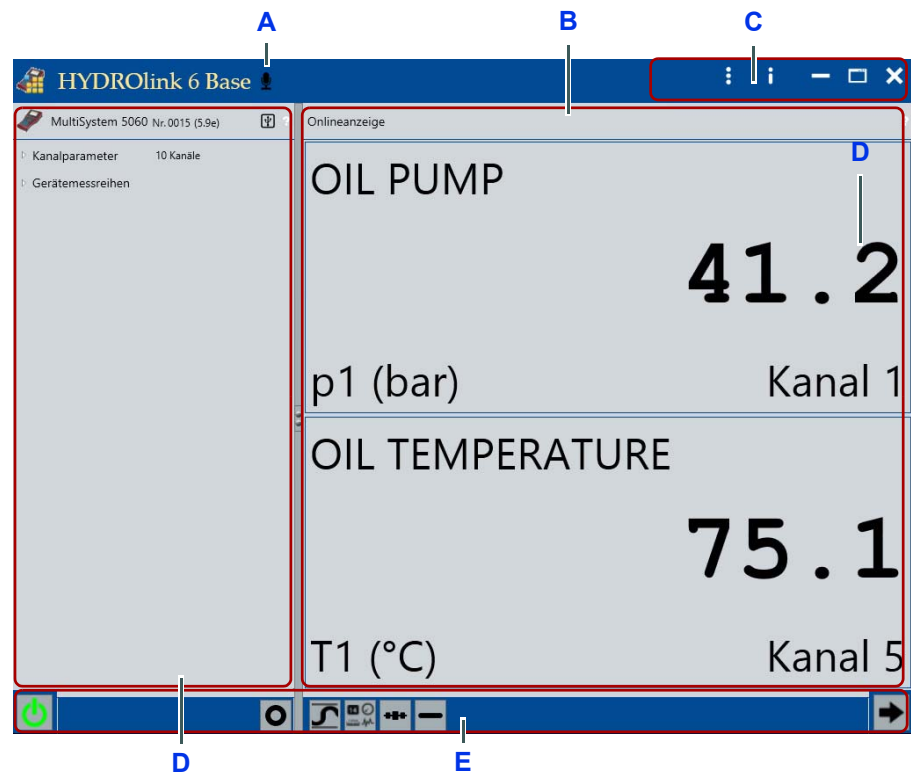 A
B
C
HYDROlink 6 Base
MultiSystem 5060 Nr. 0015 (5.9e)
?
Onlineanzeige
?
Kanalparameter 10 Kanäle
Gerätemessreihen
D
OIL PUMP
41.2
p1 (bar) Kanal 1
OIL TEMPERATURE
75.1
T1 (°C) Kanal 5
D
E